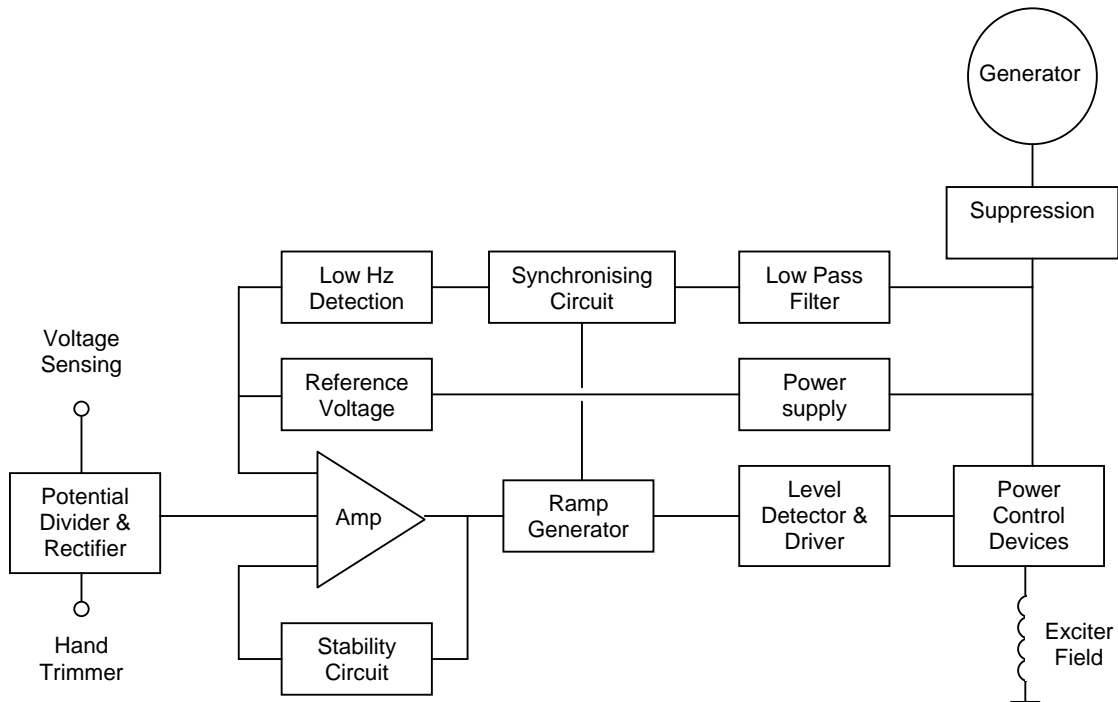 Generator
Suppression
Low Hz
Detection
Synchronising
Circuit
Low Pass
Filter
Voltage
Sensing
Reference
Voltage
Power
supply
Potential
Divider &
Rectifier
Amp
Ramp
Generator
Level
Detector &
Driver
Power
Control
Devices
Hand
Trimmer
Stability
Circuit
Exciter
Field